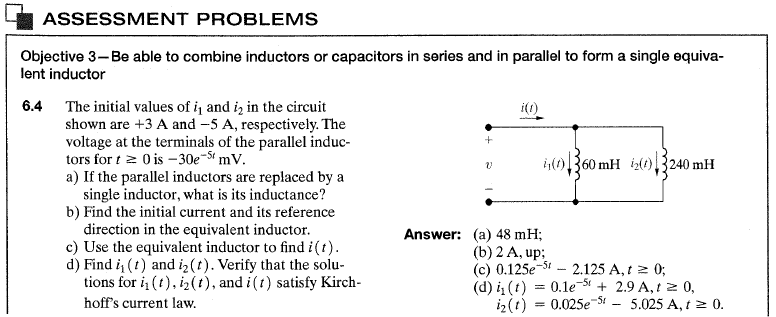 ASSESSMENT PROBLEMS
Objective 3—Be able to combine inductors or capacitors in series and in parallel to form a single equiva-
lent inductor
6.4 The initial values of i₁ and i₂ in the circuit
shown are +3 A and −5 A, respectively. The
voltage at the terminals of the parallel induc-
tors for t ≥ 0 is −30e⁻⁵ᵗ mV.
a) If the parallel inductors are replaced by a
single inductor, what is its inductance?
b) Find the initial current and its reference
direction in the equivalent inductor.
c) Use the equivalent inductor to find i(t).
d) Find i₁(t) and i₂(t). Verify that the solu-
tions for i₁(t), i₂(t), and i(t) satisfy Kirch-
hoff's current law.
i(t)
+
v
−
i₁(t) 60 mH i₂(t) 240 mH
Answer: (a) 48 mH;
(b) 2 A, up;
(c) 0.125e⁻⁵ᵗ − 2.125 A, t ≥ 0;
(d) i₁(t) = 0.1e⁻⁵ᵗ + 2.9 A, t ≥ 0,
i₂(t) = 0.025e⁻⁵ᵗ − 5.025 A, t ≥ 0.